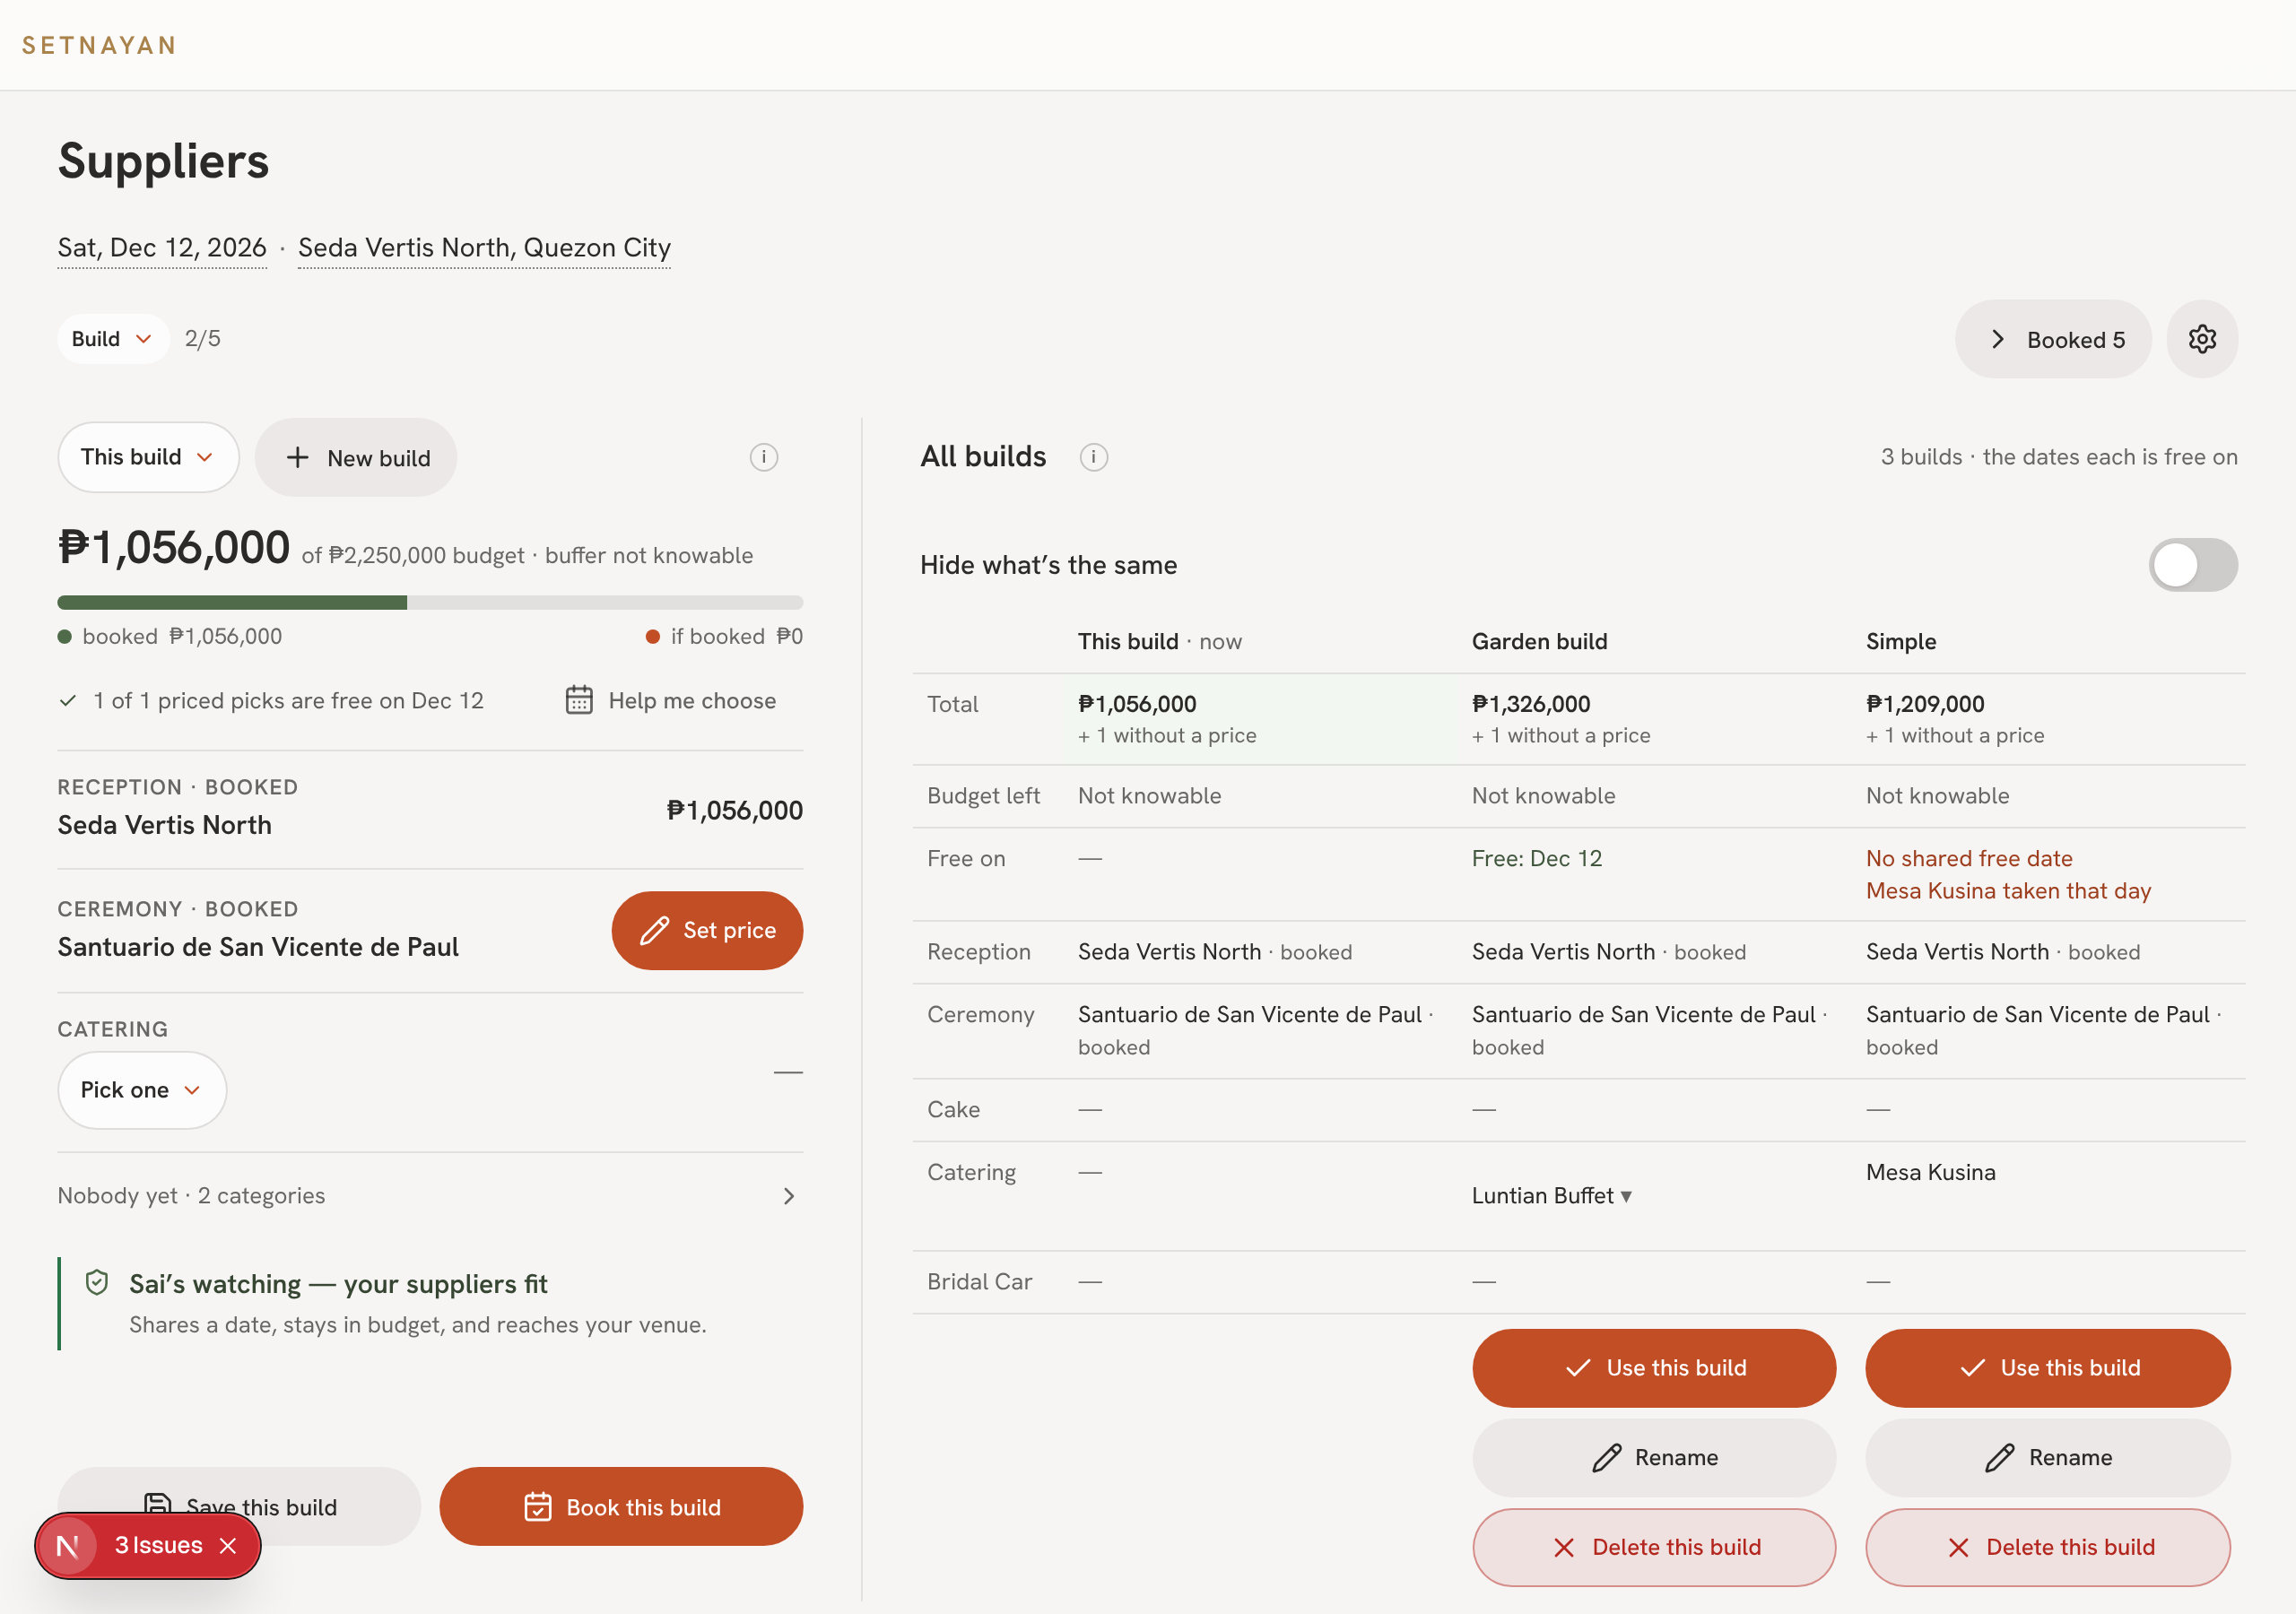 SETNAYAN
Suppliers
Sat, Dec 12, 2026 · Seda Vertis North, Quezon City
Build 2/5
Booked 5
This build
New build
₱1,056,000 of ₱2,250,000 budget · buffer not knowable
booked ₱1,056,000
if booked ₱0
1 of 1 priced picks are free on Dec 12
Help me choose
RECEPTION · BOOKED
Seda Vertis North
₱1,056,000
CEREMONY · BOOKED
Santuario de San Vicente de Paul
Set price
CATERING
Pick one
—
Nobody yet · 2 categories
Sai’s watching — your suppliers fit
Shares a date, stays in budget, and reaches your venue.
Save this build
Book this build
N 3 Issues
All builds
3 builds · the dates each is free on
Hide what’s the same
This build · now Garden build Simple
Total ₱1,056,000 ₱1,326,000 ₱1,209,000
+ 1 without a price + 1 without a price + 1 without a price
Budget left Not knowable Not knowable Not knowable
Free on — Free: Dec 12 No shared free date
Mesa Kusina taken that day
Reception Seda Vertis North · booked Seda Vertis North · booked Seda Vertis North · booked
Ceremony Santuario de San Vicente de Paul · Santuario de San Vicente de Paul · Santuario de San Vicente de Paul ·
booked booked booked
Cake — — —
Catering — Luntian Buffet ▾ Mesa Kusina
Bridal Car — — —
Use this build Use this build
Rename Rename
Delete this build Delete this build